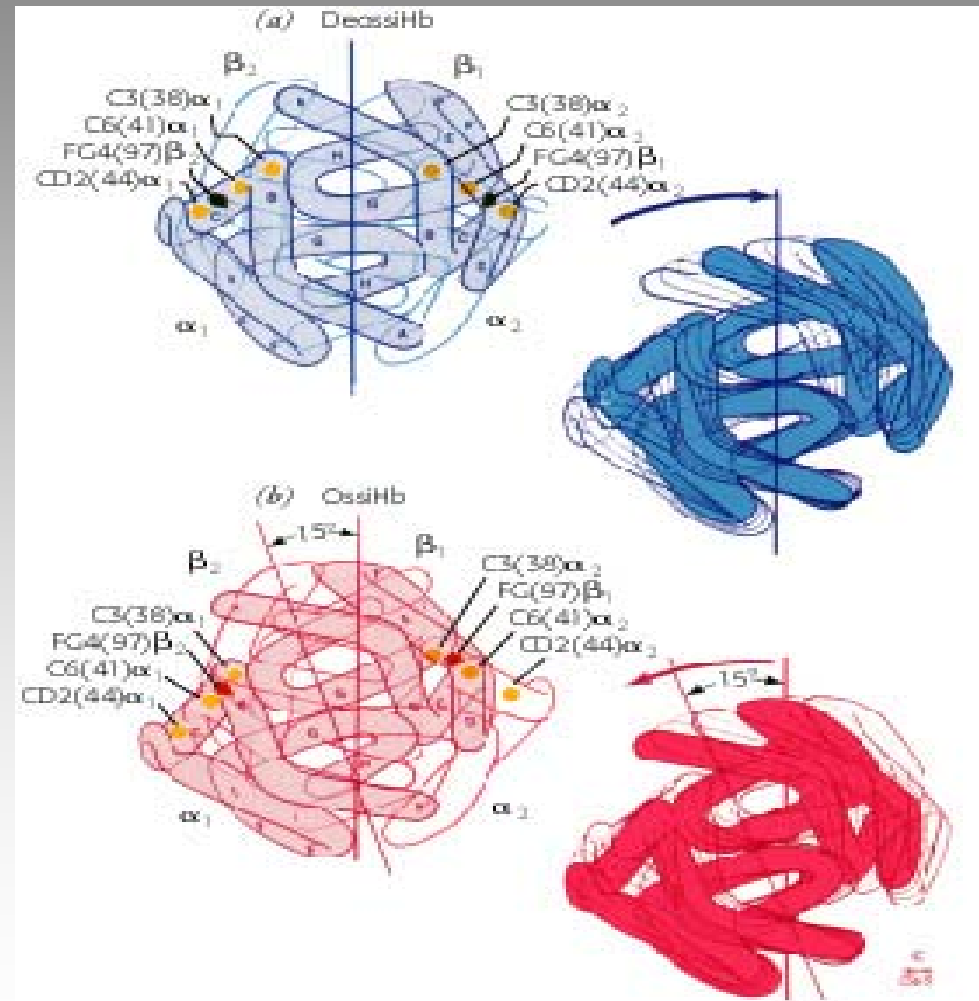 (a) DeossiHb
β₂
β₁
C3(38)α₁
C6(41)α₁
FG4(97)β₂
CD2(44)α₁
C3(38)α₂
C6(41)α₂
FG4(97)β₁
CD2(44)α₂
α₁
α₂
(b) OssiHb
15°
β₂
β₁
C3(38)α₁
FG4(97)β₂
C6(41)α₁
CD2(44)α₁
C3(38)α₂
FG(97)β₁
C6(41)α₂
CD2(44)α₂
15°
α₁
α₂